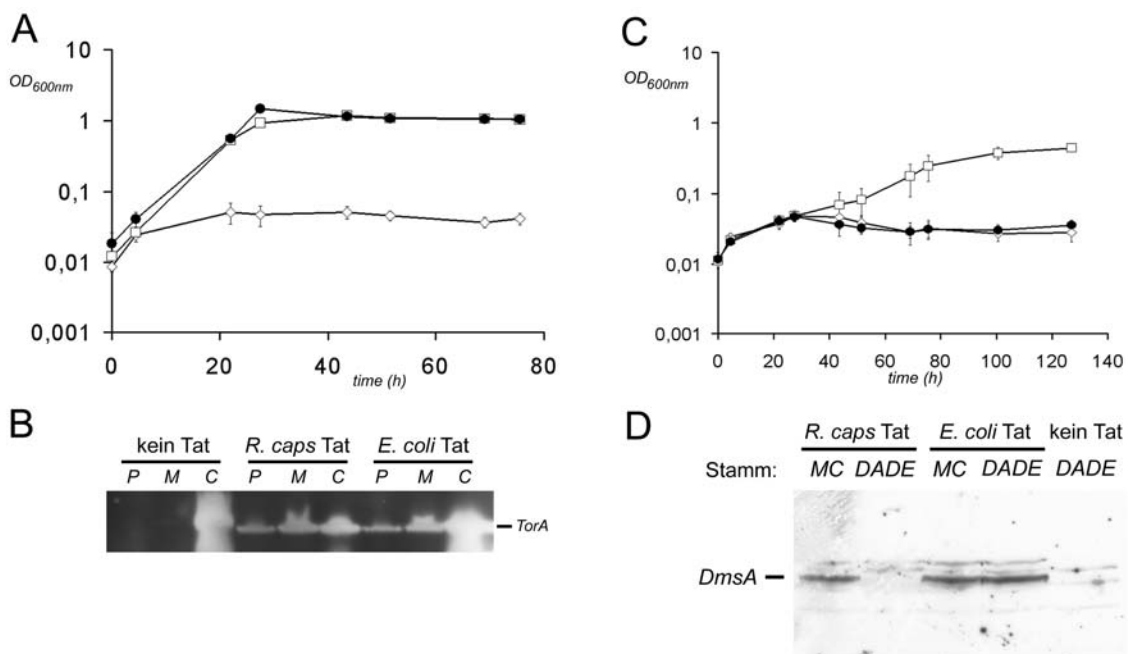 A
OD600nm
10
1
0,1
0,01
0,001
0 20 40 60 80
time (h)
B
kein Tat R. caps Tat E. coli Tat
P M C P M C P M C
TorA
C
OD600nm
10
1
0,1
0,01
0,001
0 20 40 60 80 100 120 140
time (h)
D
R. caps Tat E. coli Tat kein Tat
Stamm: MC DADE MC DADE DADE
DmsA